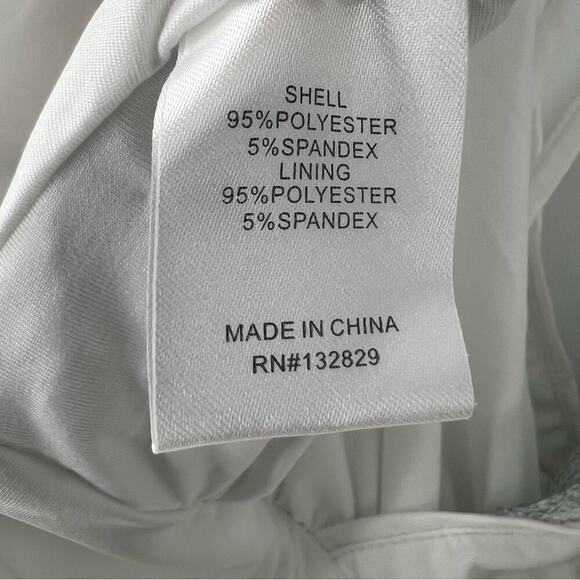 SHELL
95%POLYESTER
5%SPANDEX
LINING
95%POLYESTER
5%SPANDEX
MADE IN CHINA
RN#132829